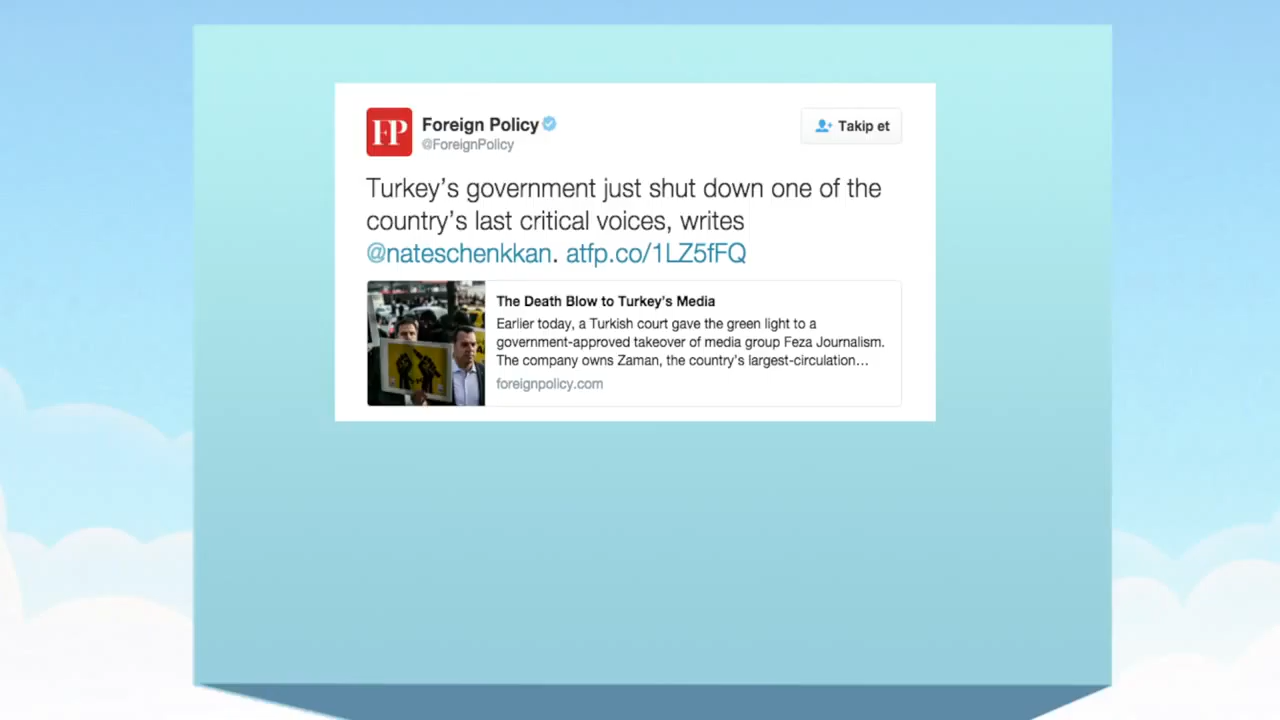 FP
Foreign Policy
@ForeignPolicy
Takip et
Turkey's government just shut down one of the
country's last critical voices, writes
@nateschenkkan. atfp.co/1LZ5fFQ
The Death Blow to Turkey's Media
Earlier today, a Turkish court gave the green light to a
government-approved takeover of media group Feza Journalism.
The company owns Zaman, the country's largest-circulation...
foreignpolicy.com